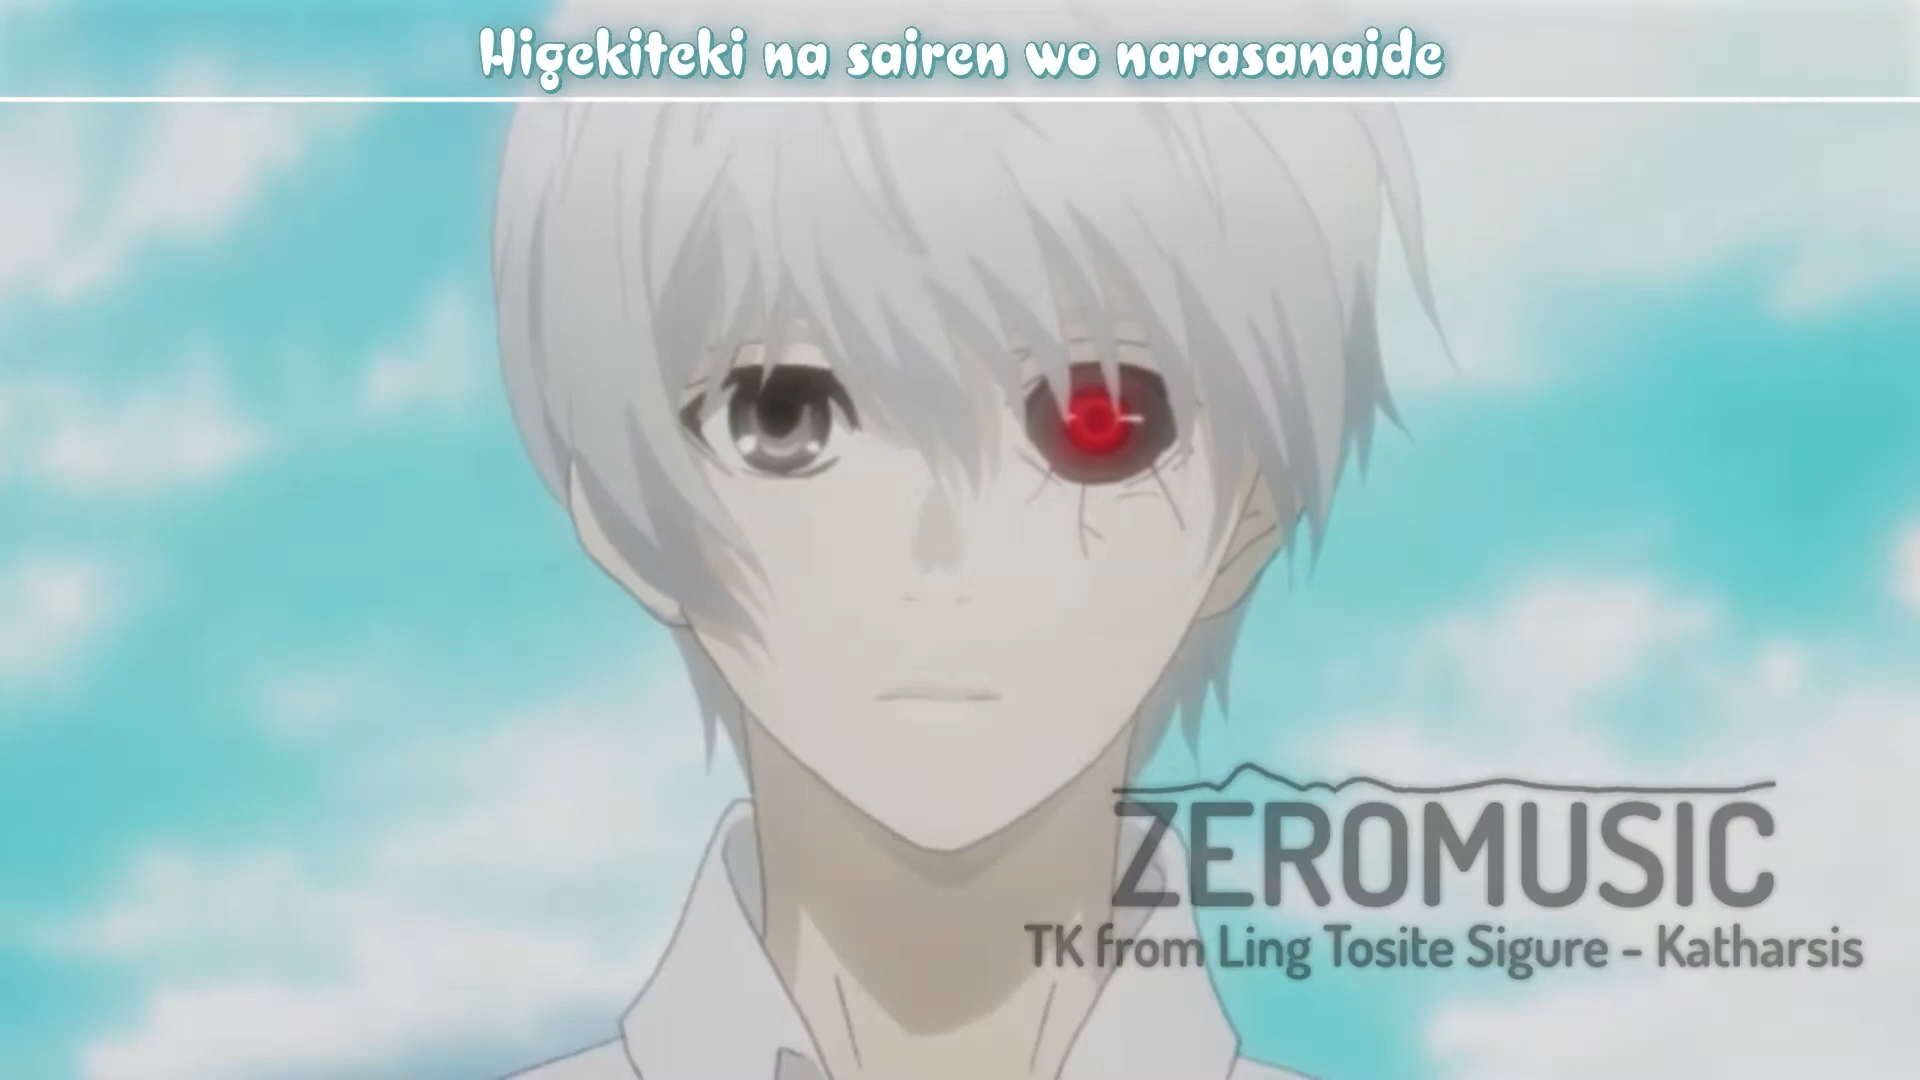 Higekiteki na sairen wo narasanaide
ZEROMUSIC
TK from Ling Tosite Sigure - Katharsis